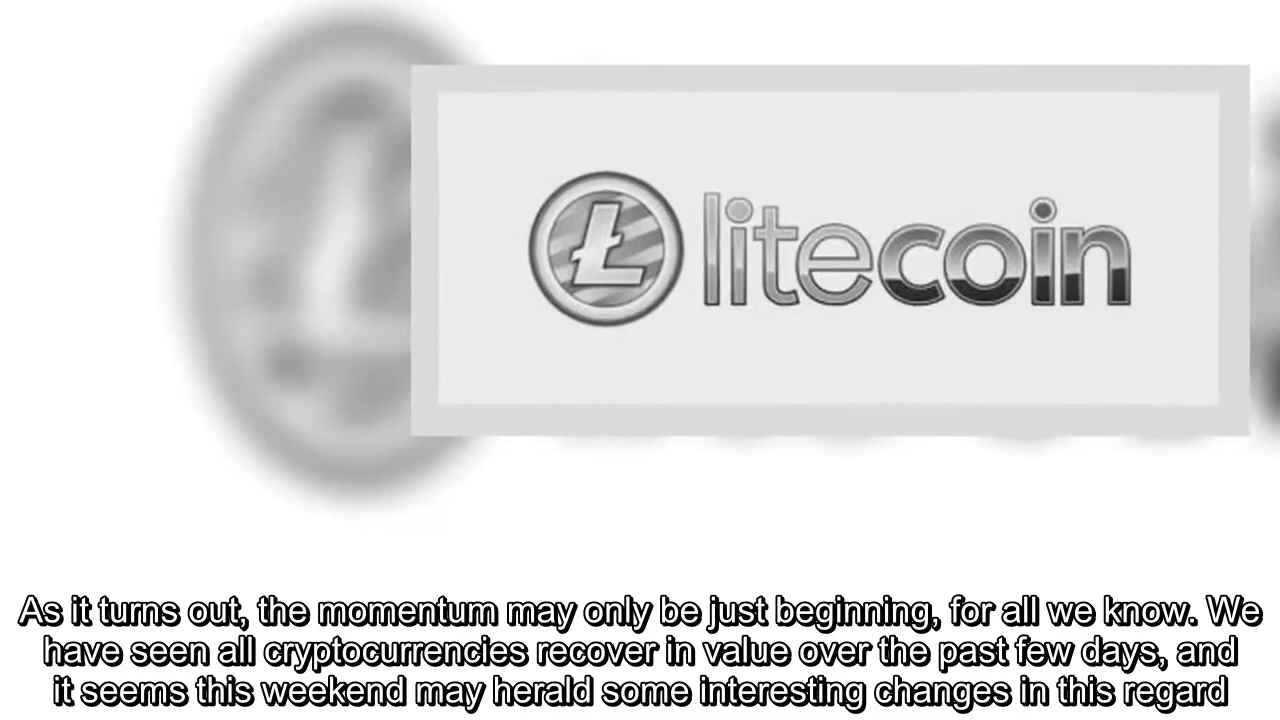 Ł litecoin
As it turns out, the momentum may only be just beginning, for all we know. We
have seen all cryptocurrencies recover in value over the past few days, and
it seems this weekend may herald some interesting changes in this regard